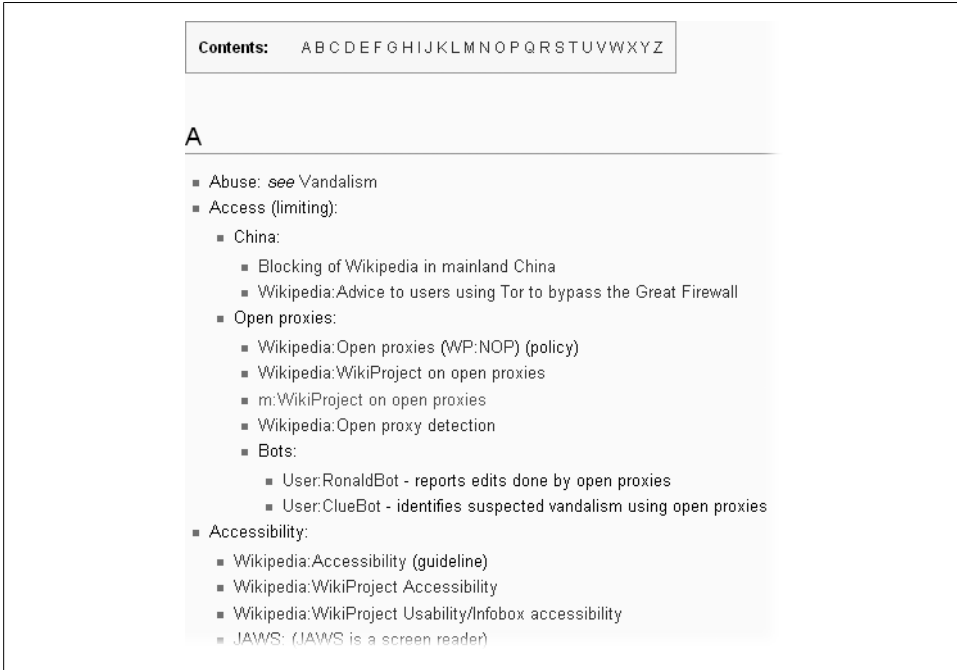 Contents: A B C D E F G H I J K L M N O P Q R S T U V W X Y Z
A
Abuse: see Vandalism
Access (limiting):
China:
Blocking of Wikipedia in mainland China
Wikipedia:Advice to users using Tor to bypass the Great Firewall
Open proxies:
Wikipedia:Open proxies (WP:NOP) (policy)
Wikipedia:WikiProject on open proxies
m:WikiProject on open proxies
Wikipedia:Open proxy detection
Bots:
User:RonaldBot - reports edits done by open proxies
User:ClueBot - identifies suspected vandalism using open proxies
Accessibility:
Wikipedia:Accessibility (guideline)
Wikipedia:WikiProject Accessibility
Wikipedia:WikiProject Usability/Infobox accessibility
JAWS: (JAWS is a screen reader)